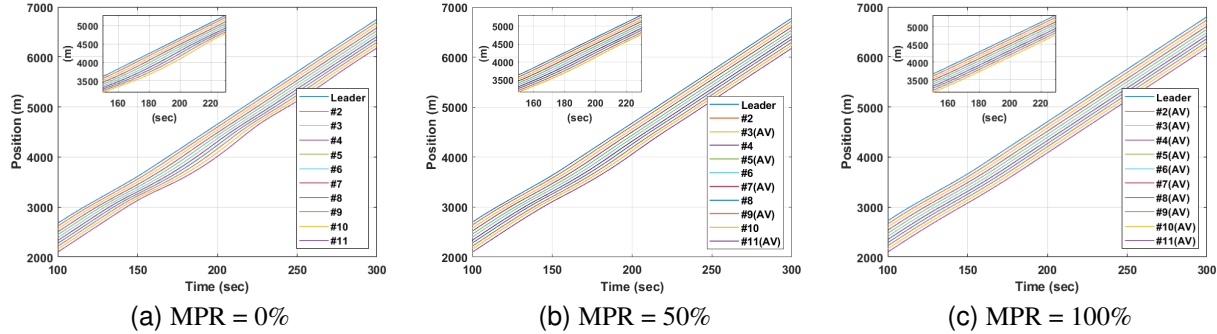 7000
6000
5000
4000
3000
2000
Position (m)
100
150
200
250
300
Time (sec)
5000
4500
4000
3500
(m)
160
180
200
220
(sec)
Leader
#2
#3
#4
#5
#6
#7
#8
#9
#10
#11
(a) MPR = 0%
7000
6000
5000
4000
3000
2000
Position (m)
100
150
200
250
300
Time (sec)
5000
4500
4000
3500
(m)
160
180
200
220
(sec)
Leader
#2
#3(AV)
#4
#5(AV)
#6
#7(AV)
#8
#9(AV)
#10
#11(AV)
(b) MPR = 50%
7000
6000
5000
4000
3000
2000
Position (m)
100
150
200
250
300
Time (sec)
5000
4500
4000
3500
(m)
160
180
200
220
(sec)
Leader
#2(AV)
#3(AV)
#4(AV)
#5(AV)
#6(AV)
#7(AV)
#8(AV)
#9(AV)
#10(AV)
#11(AV)
(c) MPR = 100%